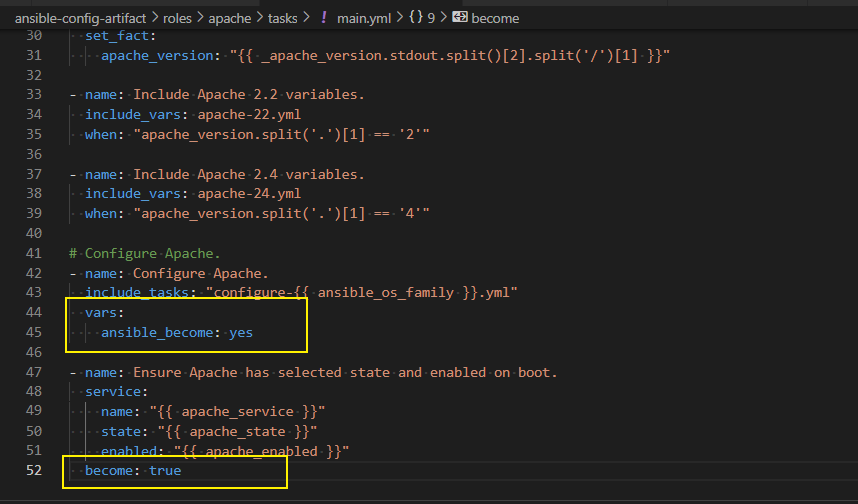 ansible-config-artifact > roles > apache > tasks > ! main.yml > {} 9 > become
30 set_fact:
31 apache_version: "{{ _apache_version.stdout.split()[2].split('/')[1] }}"
32
33 - name: Include Apache 2.2 variables.
34 include_vars: apache-22.yml
35 when: "apache_version.split('.')[1] == '2'"
36
37 - name: Include Apache 2.4 variables.
38 include_vars: apache-24.yml
39 when: "apache_version.split('.')[1] == '4'"
40
41 # Configure Apache.
42 - name: Configure Apache.
43 include_tasks: "configure-{{ ansible_os_family }}.yml"
44 vars:
45 ansible_become: yes
46
47 - name: Ensure Apache has selected state and enabled on boot.
48 service:
49 name: "{{ apache_service }}"
50 state: "{{ apache_state }}"
51 enabled: "{{ apache_enabled }}"
52 become: true